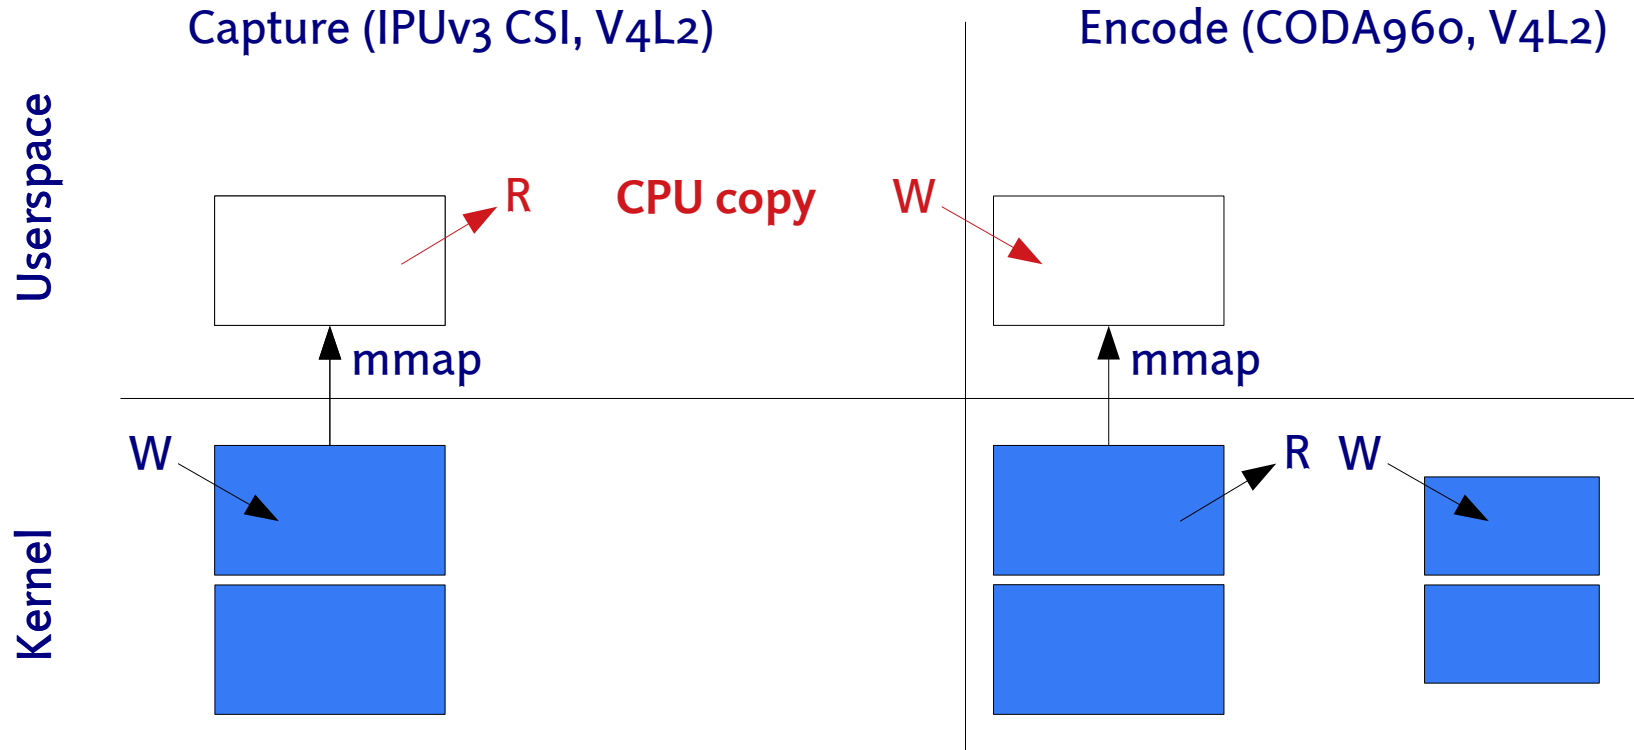 Capture (IPUv3 CSI, V4L2)
Encode (CODA960, V4L2)
Userspace
R
CPU copy
W
mmap
mmap
Kernel
W
R
W